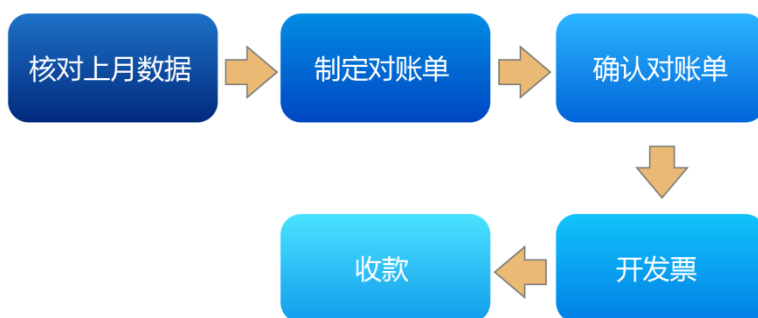 核对上月数据
制定对账单
确认对账单
开发票
收款